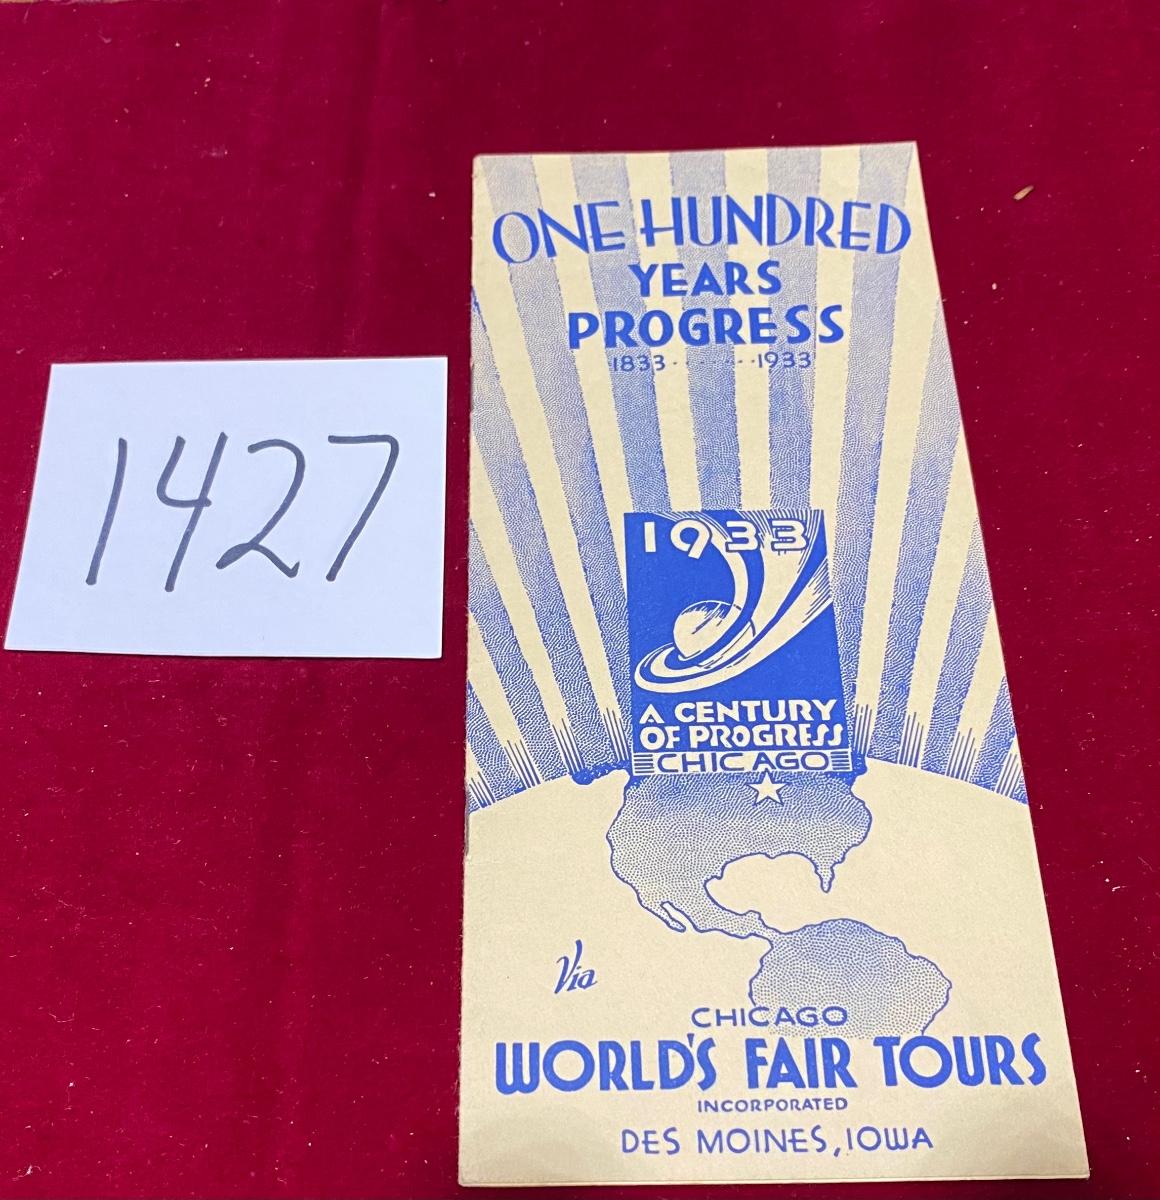 1427
ONE HUNDRED
YEARS
PROGRESS
1833 - - - - - - 1933
1933
A CENTURY
OF PROGRESS
CHICAGO
Via
CHICAGO
WORLD'S FAIR TOURS
INCORPORATED
DES MOINES, IOWA